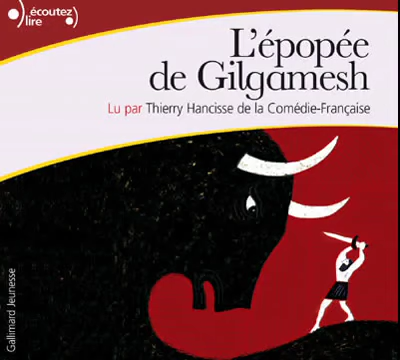 écoutez
lire
L'épopée
de Gilgamesh
Lu par Thierry Hancisse de la Comédie-Française
Gallimard Jeunesse